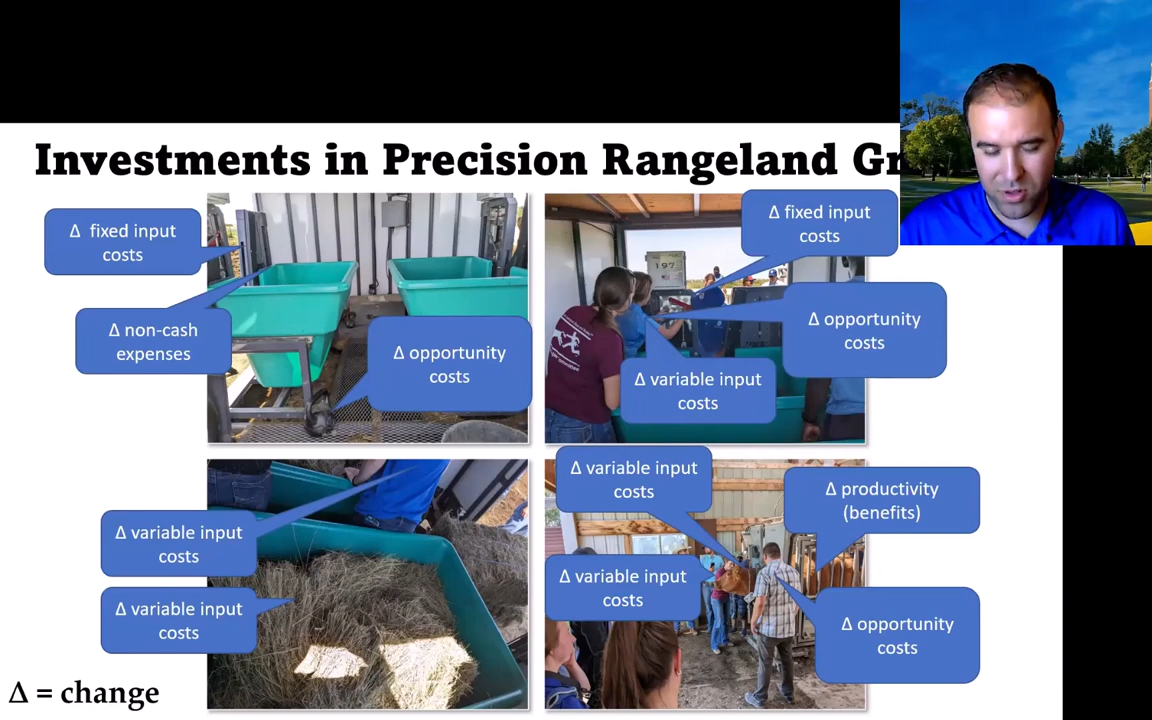 Investments in Precision Rangeland Gr
Δ fixed input
costs
Δ non-cash
expenses
Δ opportunity
costs
Δ fixed input
costs
197
Δ opportunity
costs
Δ variable input
costs
Δ variable input
costs
Δ variable input
costs
Δ variable input
costs
Δ productivity
(benefits)
Δ variable input
costs
Δ opportunity
costs
Δ = change